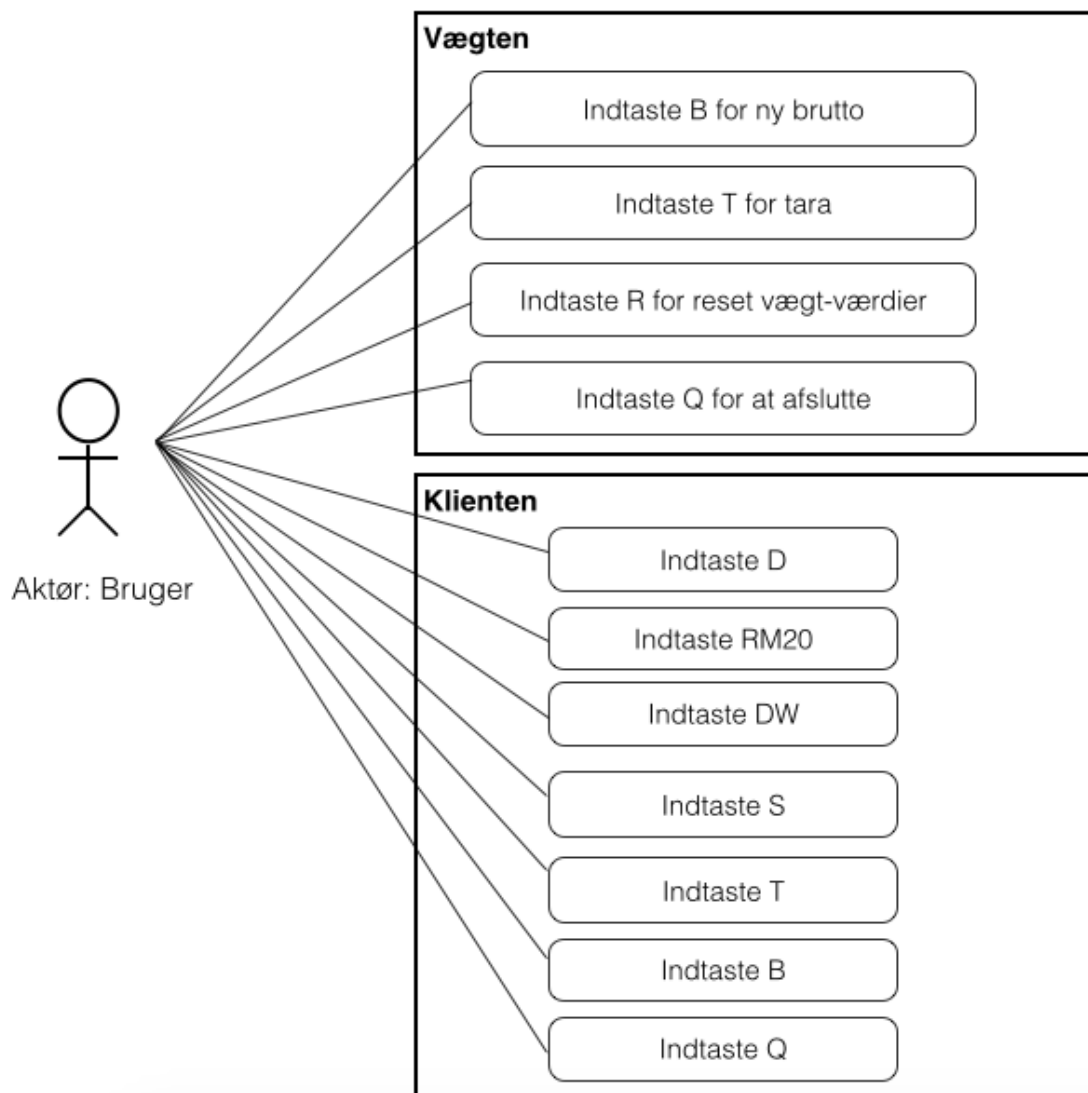 Vægten
Indtaste B for ny brutto
Indtaste T for tara
Indtaste R for reset vægt-værdier
Indtaste Q for at afslutte
Aktør: Bruger
Klienten
Indtaste D
Indtaste RM20
Indtaste DW
Indtaste S
Indtaste T
Indtaste B
Indtaste Q